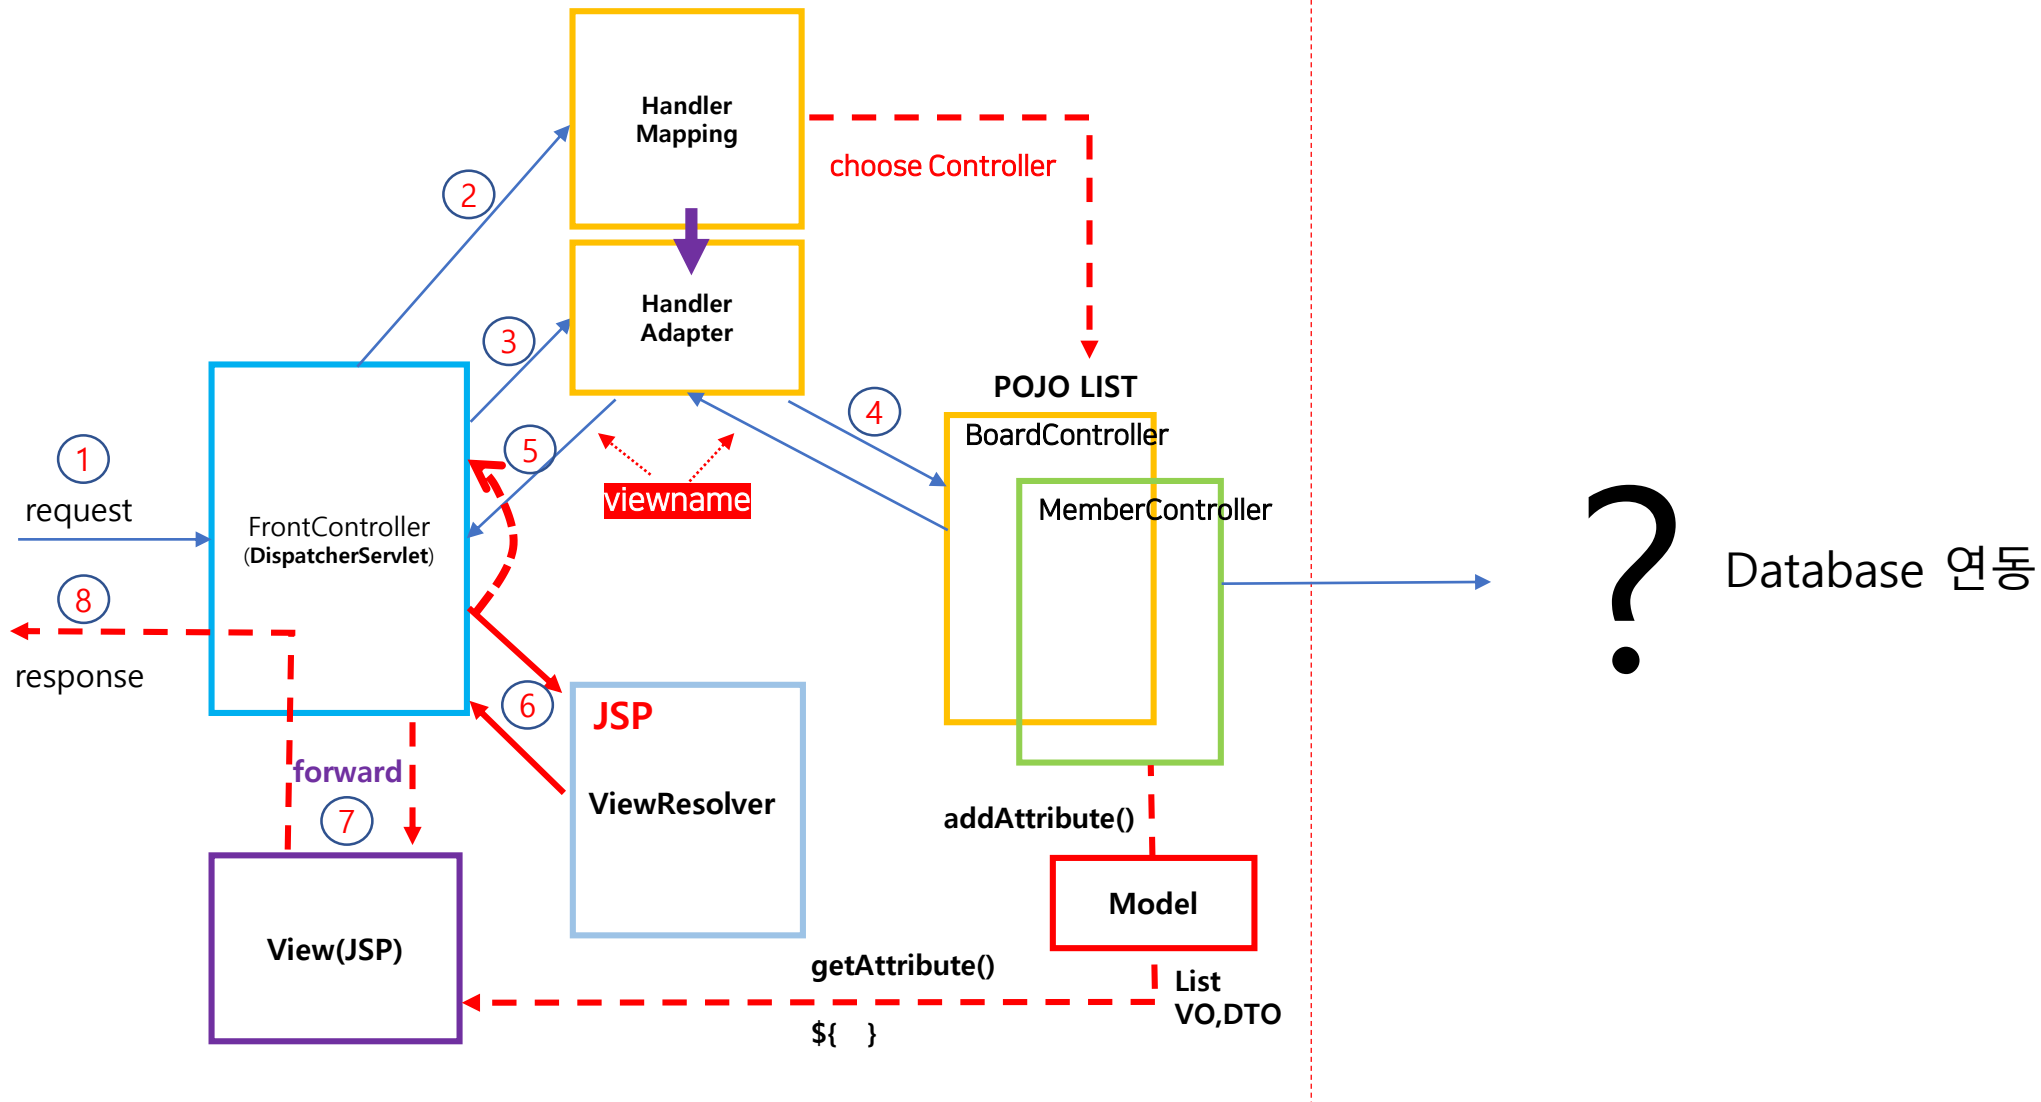 Handler
Mapping
choose Controller
2
Handler
Adapter
3
POJO LIST
4
BoardController
1
5
viewname
request
MemberController
FrontController
(DispatcherServlet)
?
Database 연동
8
response
6
JSP
forward
7
ViewResolver
addAttribute()
Model
View(JSP)
getAttribute()
List
VO,DTO
${ }